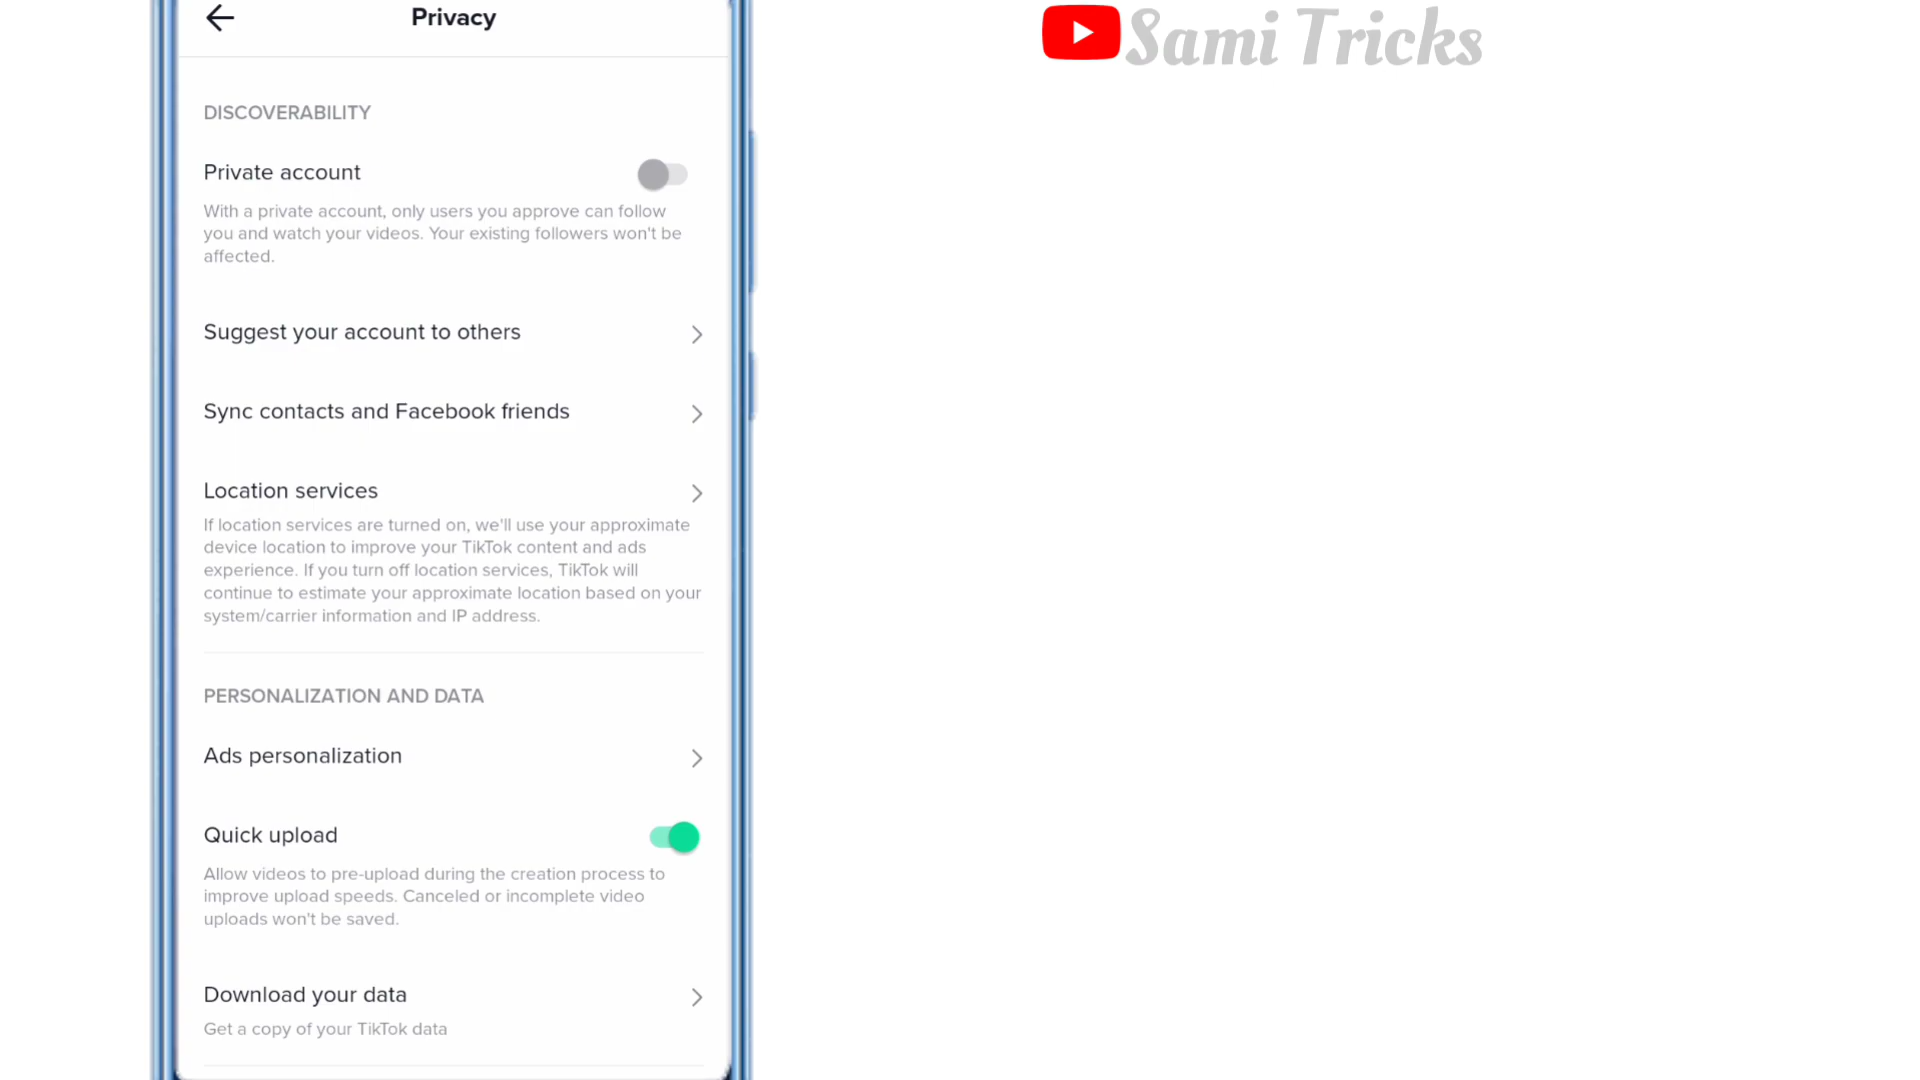 Privacy
Sami Tricks
DISCOVERABILITY
Private account
With a private account, only users you approve can follow
you and watch your videos. Your existing followers won't be
affected.
Suggest your account to others
Sync contacts and Facebook friends
Location services
If location services are turned on, we'll use your approximate
device location to improve your TikTok content and ads
experience. If you turn off location services, TikTok will
continue to estimate your approximate location based on your
system/carrier information and IP address.
PERSONALIZATION AND DATA
Ads personalization
Quick upload
Allow videos to pre-upload during the creation process to
improve upload speeds. Canceled or incomplete video
uploads won't be saved.
Download your data
Get a copy of your TikTok data